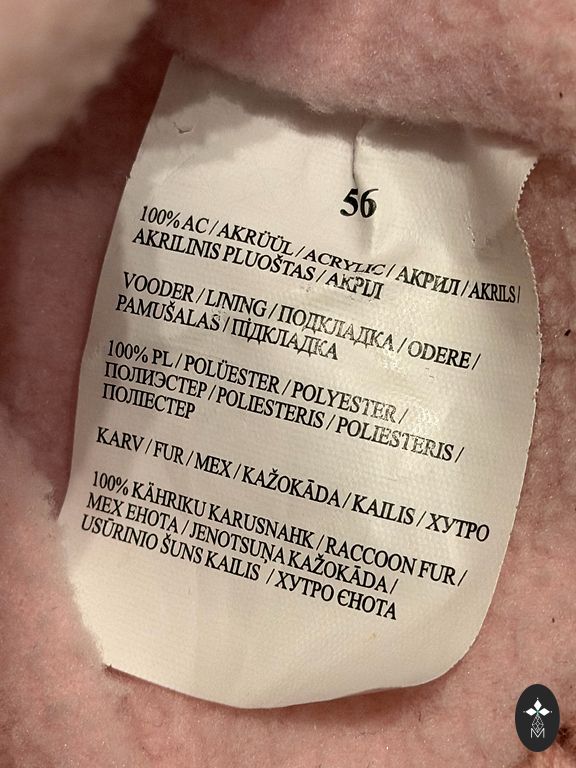 56
100% AC / AKRÜÜL / ACRYLIC / АКРИЛ / AKRILS /
AKRILINIS PLUOŠTAS / АКРІЛ
VOODER / LINING / ПОДКЛАДКА / ODERE /
PAMUŠALAS / ПІДКЛАДКА
100% PL / POLÜESTER / POLYESTER /
ПОЛИЭСТЕР / POLIESTERIS / POLIESTERIS /
ПОЛІЕСТЕР
KARV / FUR / МЕХ / KAŽOKĀDA / KAILIS / ХУТРО
100% KÄHRIKU KARUSNAHK / RACCOON FUR /
МЕХ ЕНОТА / JENOTSUŅA KAŽOKĀDA /
USŪRINIO ŠUNS KAILIS / ХУТРО ЄНОТА
M